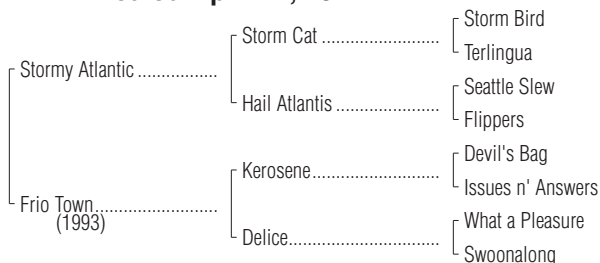 Storm Bird
Storm Cat ............................
Terlingua
Stormy Atlantic ..................
Seattle Slew
Hail Atlantis ........................
Flippers
Devil's Bag
Kerosene..............................
Issues n' Answers
Frio Town............................
(1993)
What a Pleasure
Delice...................................
Swoonalong